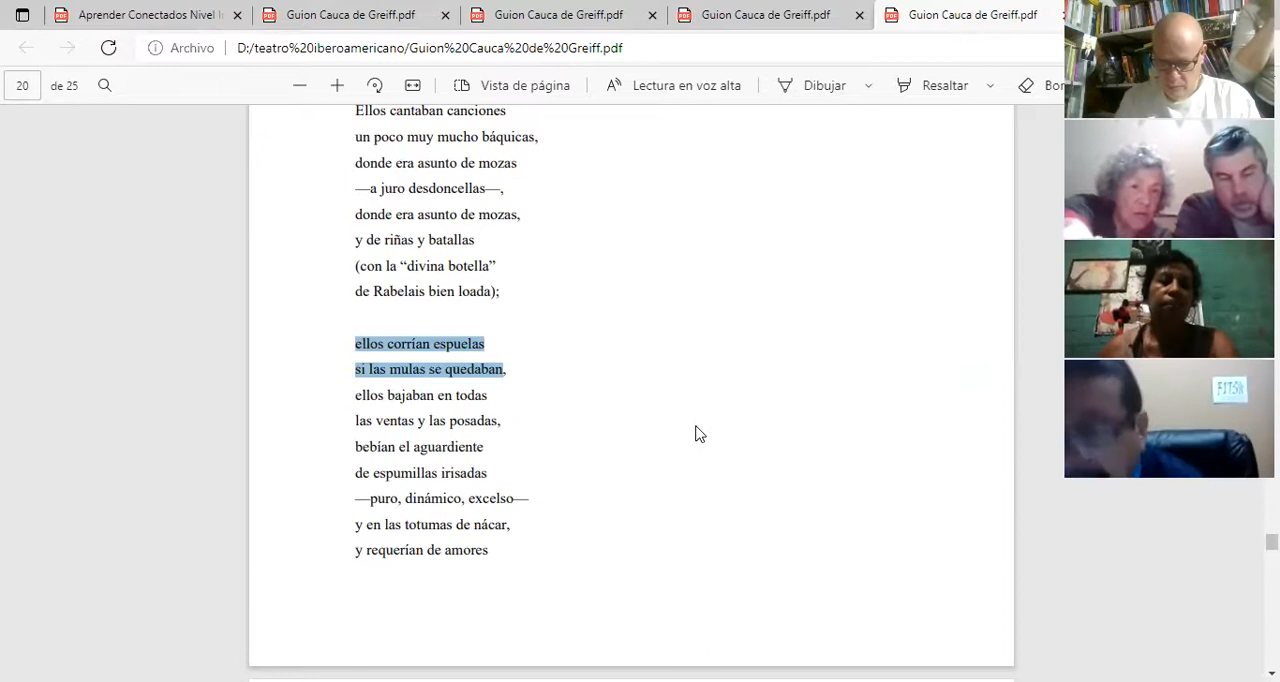 Aprender Conectados Nivel I
Guion Cauca de Greiff.pdf
Guion Cauca de Greiff.pdf
Guion Cauca de Greiff.pdf
Guion Cauca de Greiff.pdf
Archivo
D:/teatro%20iberoamericano/Guion%20Cauca%20de%20Greiff.pdf
20
de 25
Vista de página
Lectura en voz alta
Dibujar
Resaltar
Bor
Ellos cantaban canciones
un poco muy mucho báquicas,
donde era asunto de mozas
—a juro desdoncellas—,
donde era asunto de mozas,
y de riñas y batallas
(con la “divina botella”
de Rabelais bien loada);
ellos corrían espuelas
si las mulas se quedaban,
ellos bajaban en todas
las ventas y las posadas,
bebían el aguardiente
de espumillas irisadas
—puro, dinámico, excelso—
y en las totumas de nácar,
y requerían de amores